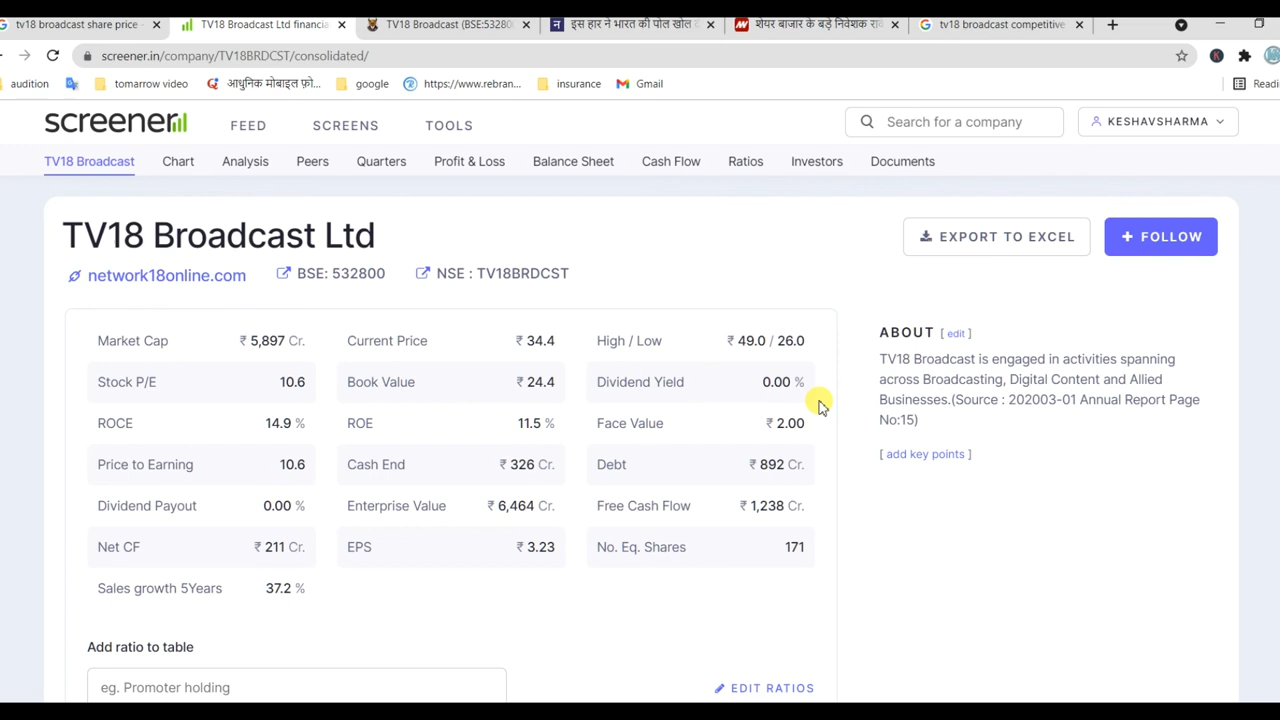 tv18 broadcast share price -
TV18 Broadcast Ltd financia
TV18 Broadcast (BSE:53280
इस हार ने भारत की पोल खोल
शेयर बाजार के बड़े निवेशक
tv18 broadcast competitive
screener.in/company/TV18BRDCST/consolidated/
audition
tomarrow video
आधुनिक मोबाइल फ़ो...
google
https://www.rebran...
insurance
Gmail
Readi
screener
FEED
SCREENS
TOOLS
Search for a company
KESHAVSHARMA
TV18 Broadcast
Chart
Analysis
Peers
Quarters
Profit & Loss
Balance Sheet
Cash Flow
Ratios
Investors
Documents
TV18 Broadcast Ltd
EXPORT TO EXCEL
+ FOLLOW
network18online.com
BSE: 532800
NSE : TV18BRDCST
Market Cap ₹ 5,897 Cr.
Current Price ₹ 34.4
High / Low ₹ 49.0 / 26.0
Stock P/E 10.6
Book Value ₹ 24.4
Dividend Yield 0.00 %
ROCE 14.9 %
ROE 11.5 %
Face Value ₹ 2.00
Price to Earning 10.6
Cash End ₹ 326 Cr.
Debt ₹ 892 Cr.
Dividend Payout 0.00 %
Enterprise Value ₹ 6,464 Cr.
Free Cash Flow ₹ 1,238 Cr.
Net CF ₹ 211 Cr.
EPS ₹ 3.23
No. Eq. Shares 171
Sales growth 5Years 37.2 %
Add ratio to table
eg. Promoter holding
EDIT RATIOS
ABOUT [ edit ]
TV18 Broadcast is engaged in activities spanning
across Broadcasting, Digital Content and Allied
Businesses.(Source : 202003-01 Annual Report Page
No:15)
[ add key points ]